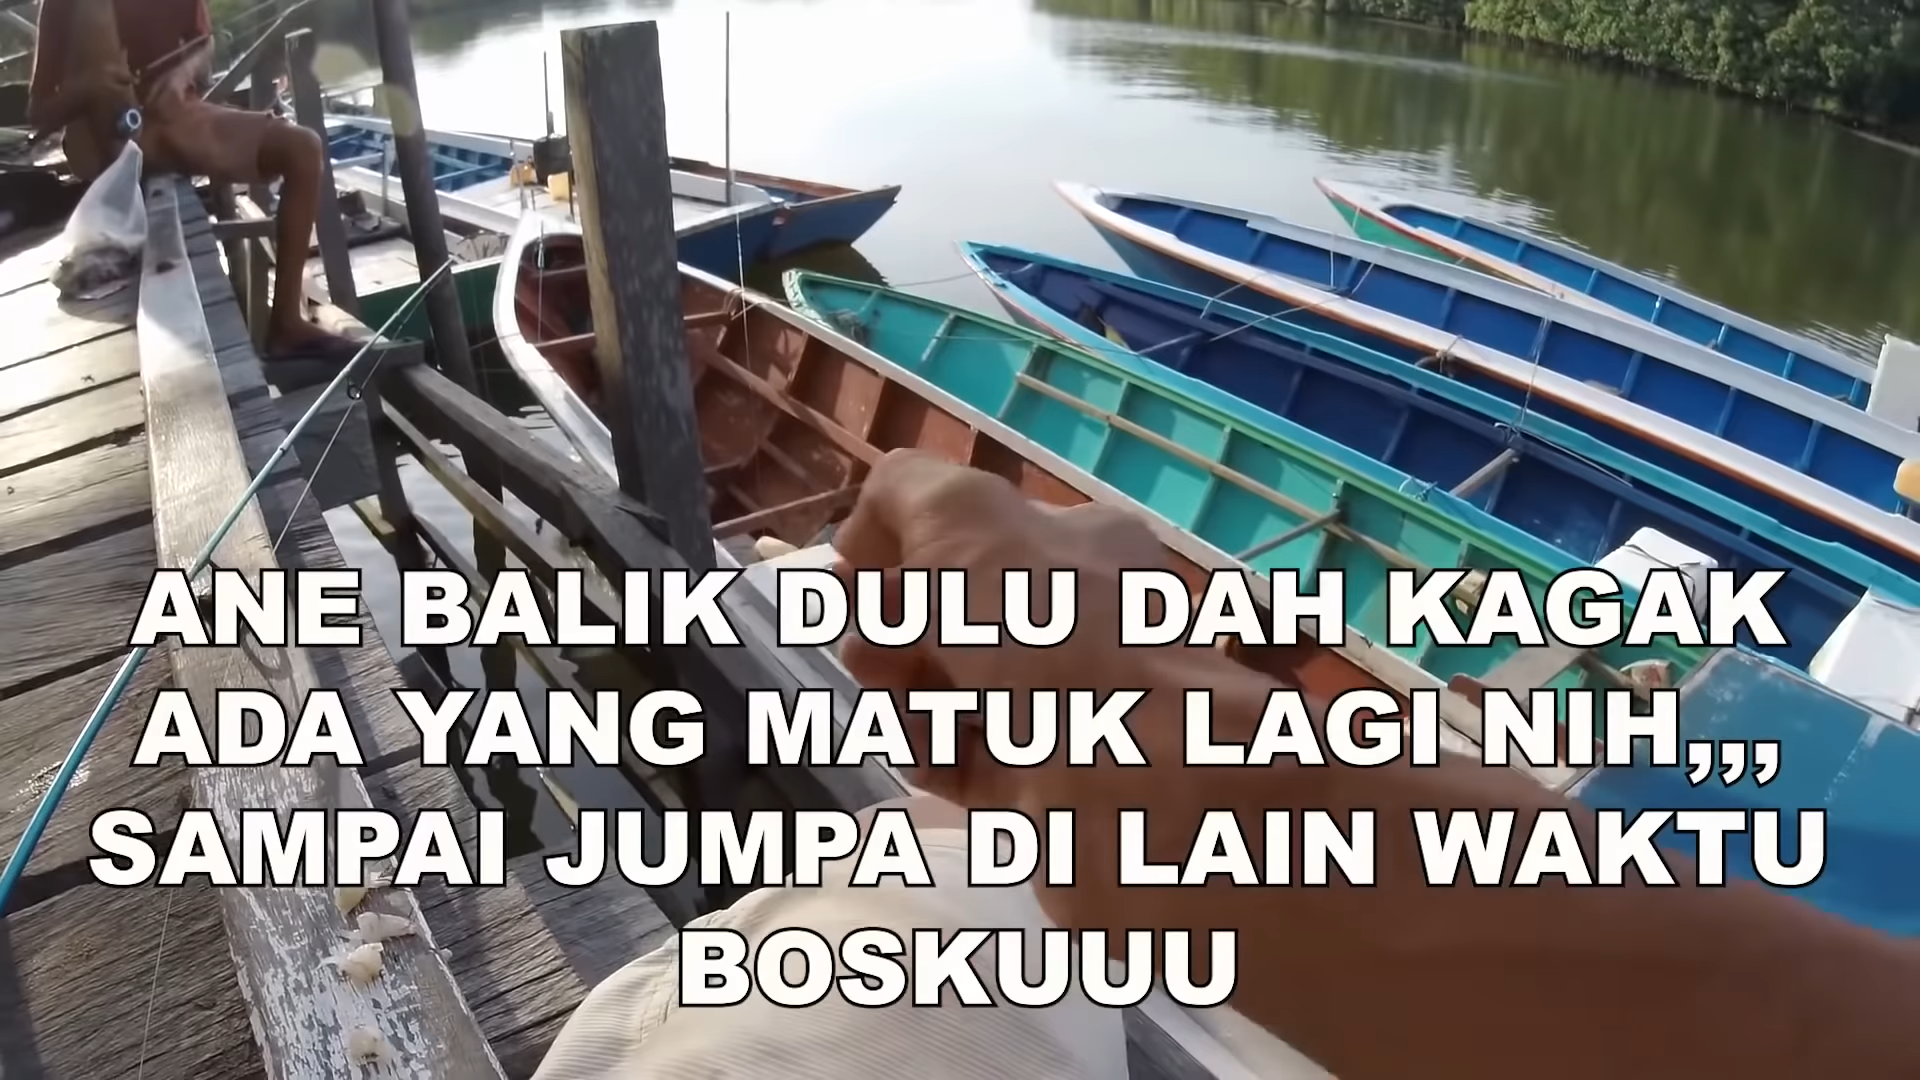 ANE BALIK DULU DAH KAGAK
ADA YANG MATUK LAGI NIH,,,
SAMPAI JUMPA DI LAIN WAKTU
BOSKUUU